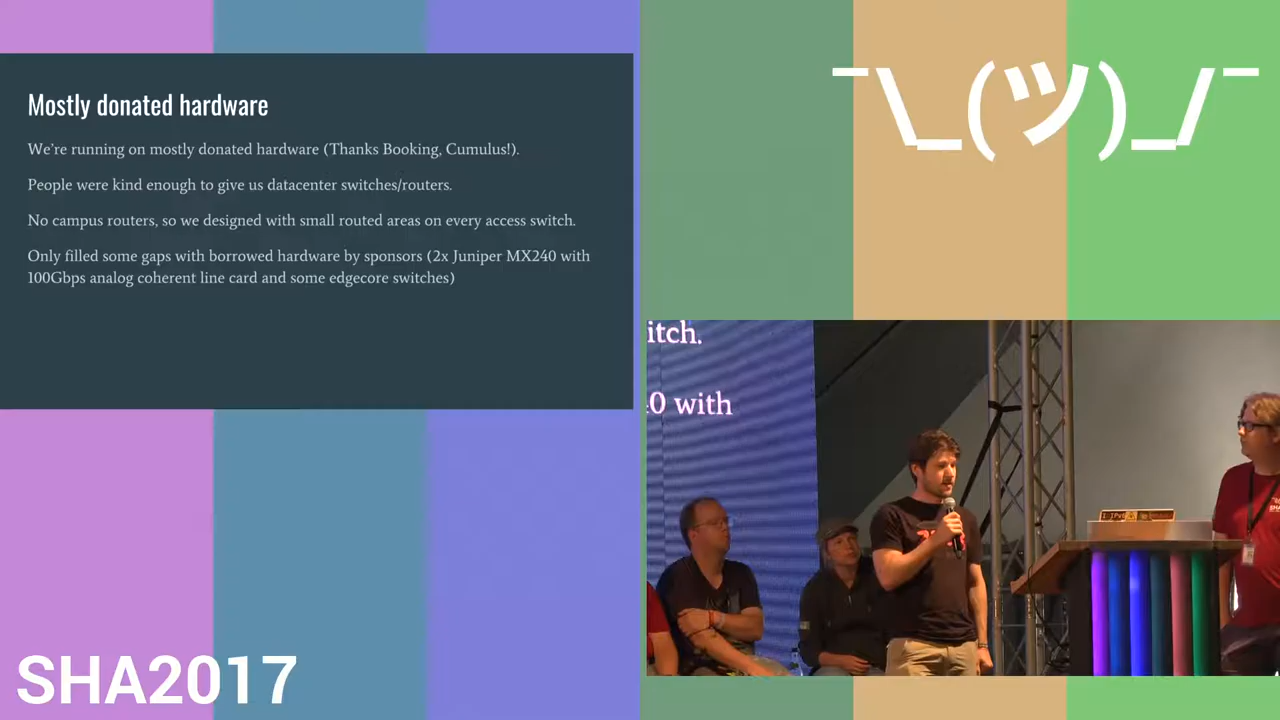 Mostly donated hardware
We're running on mostly donated hardware (Thanks Booking, Cumulus!).
People were kind enough to give us datacenter switches/routers.
No campus routers, so we designed with small routed areas on every access switch.
Only filled some gaps with borrowed hardware by sponsors (2x Juniper MX240 with
100Gbps analog coherent line card and some edgecore switches)
¯\_(ツ)_/¯
itch.
0 with
SHA2017